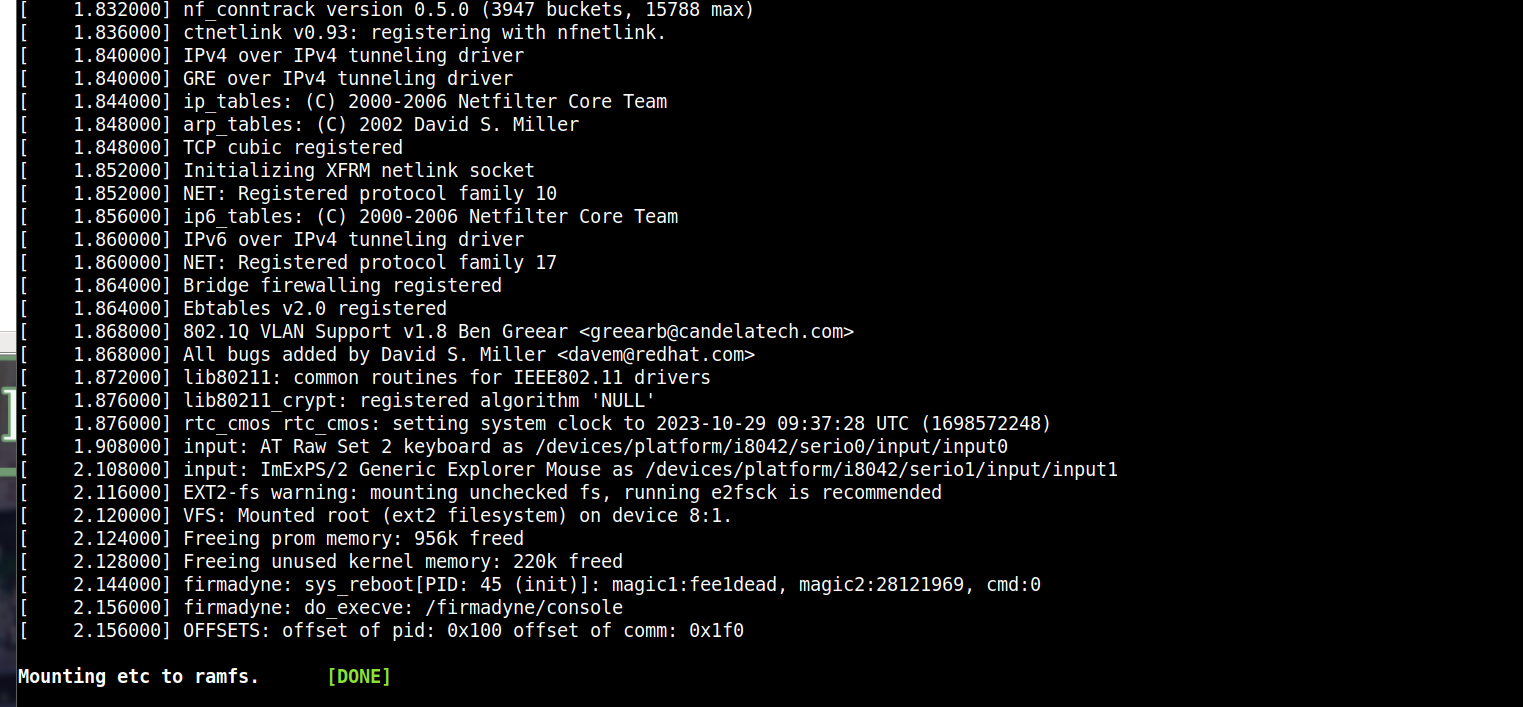 [    1.832000] nf_conntrack version 0.5.0 (3947 buckets, 15788 max)
[    1.836000] ctnetlink v0.93: registering with nfnetlink.
[    1.840000] IPv4 over IPv4 tunneling driver
[    1.840000] GRE over IPv4 tunneling driver
[    1.844000] ip_tables: (C) 2000-2006 Netfilter Core Team
[    1.848000] arp_tables: (C) 2002 David S. Miller
[    1.848000] TCP cubic registered
[    1.852000] Initializing XFRM netlink socket
[    1.852000] NET: Registered protocol family 10
[    1.856000] ip6_tables: (C) 2000-2006 Netfilter Core Team
[    1.860000] IPv6 over IPv4 tunneling driver
[    1.860000] NET: Registered protocol family 17
[    1.864000] Bridge firewalling registered
[    1.864000] Ebtables v2.0 registered
[    1.868000] 802.1Q VLAN Support v1.8 Ben Greear <greearb@candelatech.com>
[    1.868000] All bugs added by David S. Miller <davem@redhat.com>
[    1.872000] lib80211: common routines for IEEE802.11 drivers
[    1.876000] lib80211_crypt: registered algorithm 'NULL'
[    1.876000] rtc_cmos rtc_cmos: setting system clock to 2023-10-29 09:37:28 UTC (1698572248)
[    1.908000] input: AT Raw Set 2 keyboard as /devices/platform/i8042/serio0/input/input0
[    2.108000] input: ImExPS/2 Generic Explorer Mouse as /devices/platform/i8042/serio1/input/input1
[    2.116000] EXT2-fs warning: mounting unchecked fs, running e2fsck is recommended
[    2.120000] VFS: Mounted root (ext2 filesystem) on device 8:1.
[    2.124000] Freeing prom memory: 956k freed
[    2.128000] Freeing unused kernel memory: 220k freed
[    2.144000] firmadyne: sys_reboot[PID: 45 (init)]: magic1:fee1dead, magic2:28121969, cmd:0
[    2.156000] firmadyne: do_execve: /firmadyne/console
[    2.156000] OFFSETS: offset of pid: 0x100 offset of comm: 0x1f0
Mounting etc to ramfs.      [DONE]